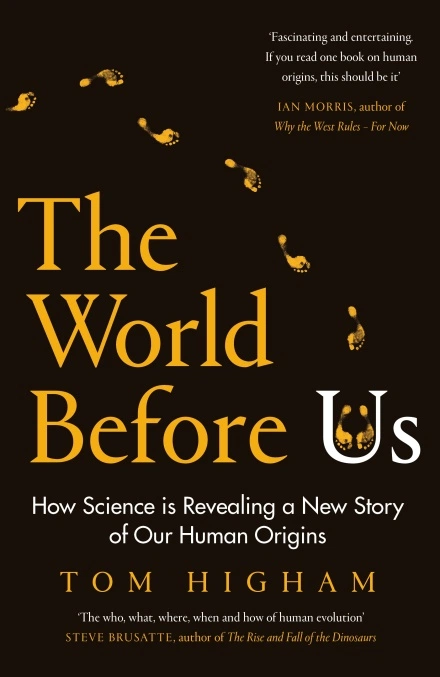 ‘Fascinating and entertaining.
If you read one book on human
origins, this should be it’
IAN MORRIS, author of
Why the West Rules – For Now
The
World
Before Us
How Science is Revealing a New Story
of Our Human Origins
TOM HIGHAM
‘The who, what, where, when and how of human evolution’
STEVE BRUSATTE, author of The Rise and Fall of the Dinosaurs